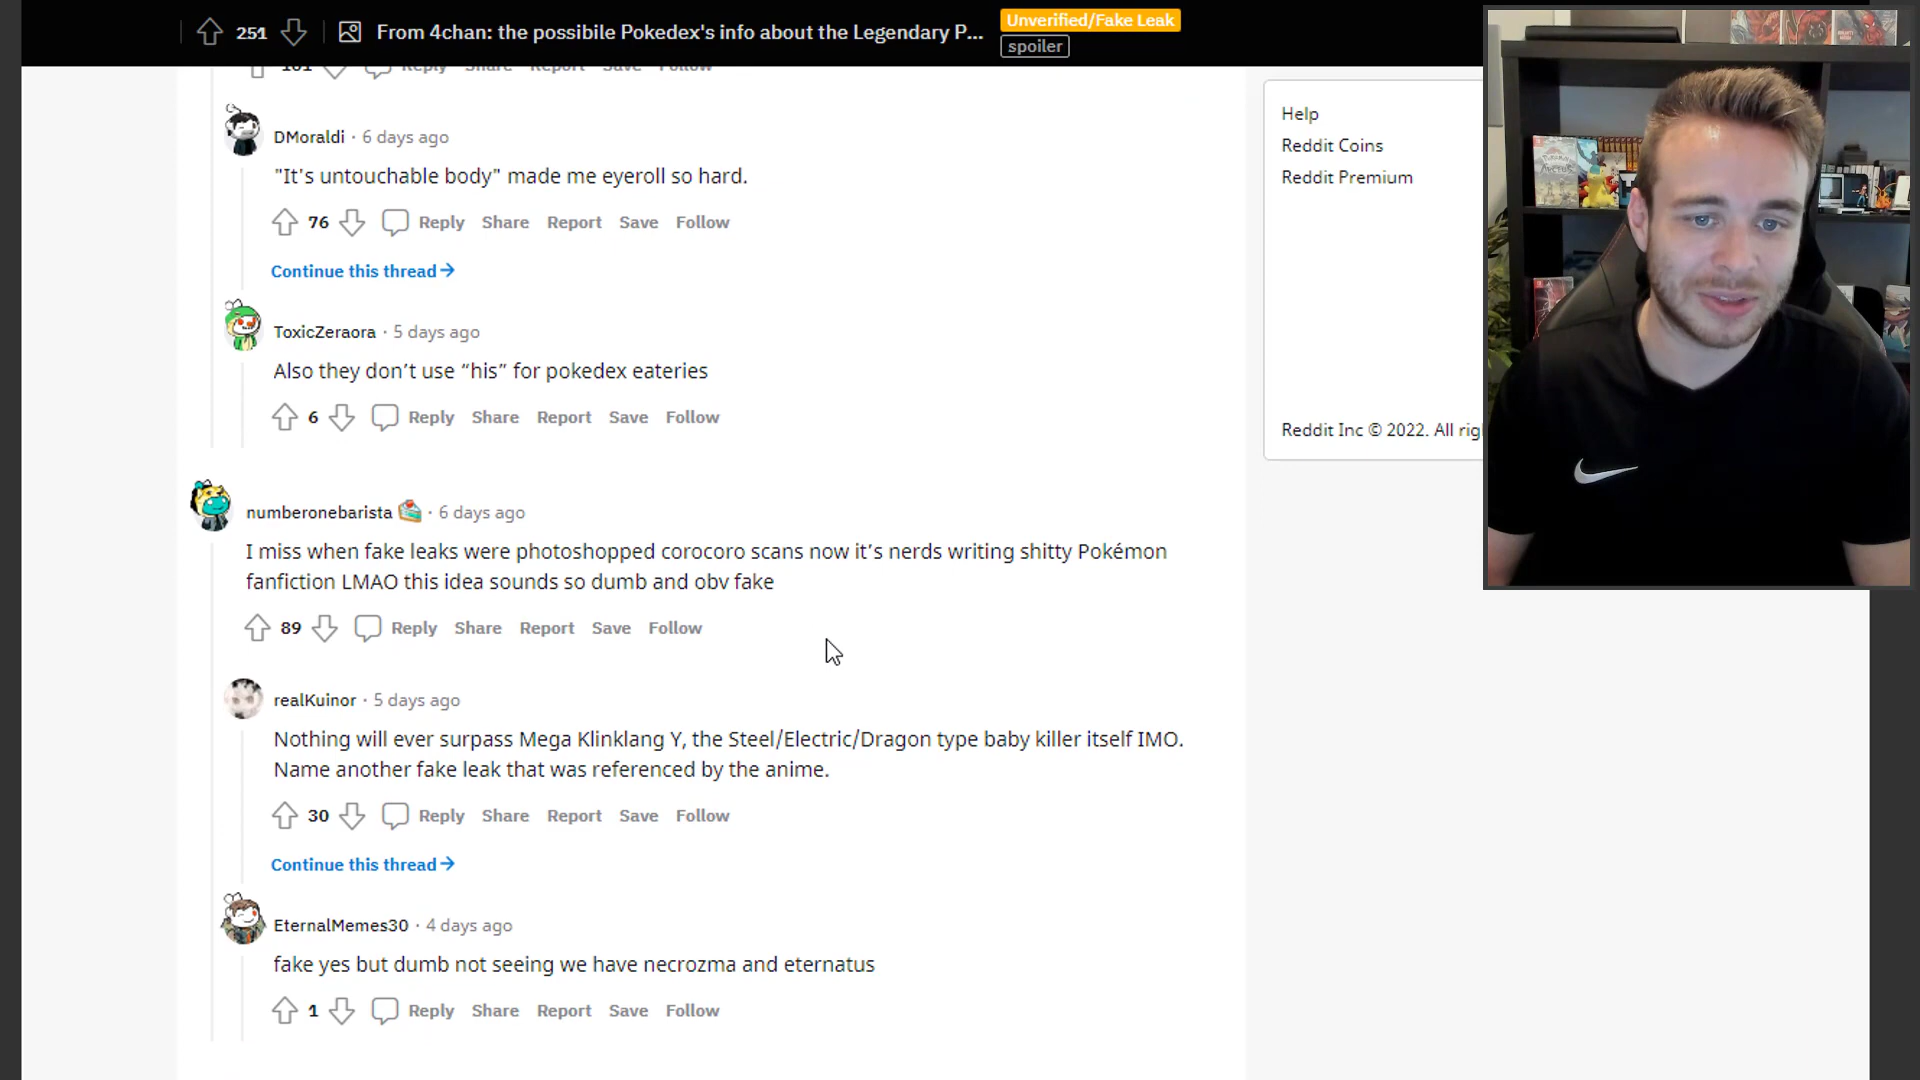 251
From 4chan: the possibile Pokedex's info about the Legendary P...
Unverified/Fake Leak
spoiler
161 Reply Share Report Save Follow
DMoraldi · 6 days ago
"It's untouchable body" made me eyeroll so hard.
76 Reply Share Report Save Follow
Continue this thread→
ToxicZeraora · 5 days ago
Also they don’t use “his” for pokedex eateries
6 Reply Share Report Save Follow
numberonebarista · 6 days ago
I miss when fake leaks were photoshopped corocoro scans now it’s nerds writing shitty Pokémon
fanfiction LMAO this idea sounds so dumb and obv fake
89 Reply Share Report Save Follow
realKuinor · 5 days ago
Nothing will ever surpass Mega Klinklang Y, the Steel/Electric/Dragon type baby killer itself IMO.
Name another fake leak that was referenced by the anime.
30 Reply Share Report Save Follow
Continue this thread→
EternalMemes30 · 4 days ago
fake yes but dumb not seeing we have necrozma and eternatus
1 Reply Share Report Save Follow
Help
Reddit Coins
Reddit Premium
Reddit Inc © 2022. All rig